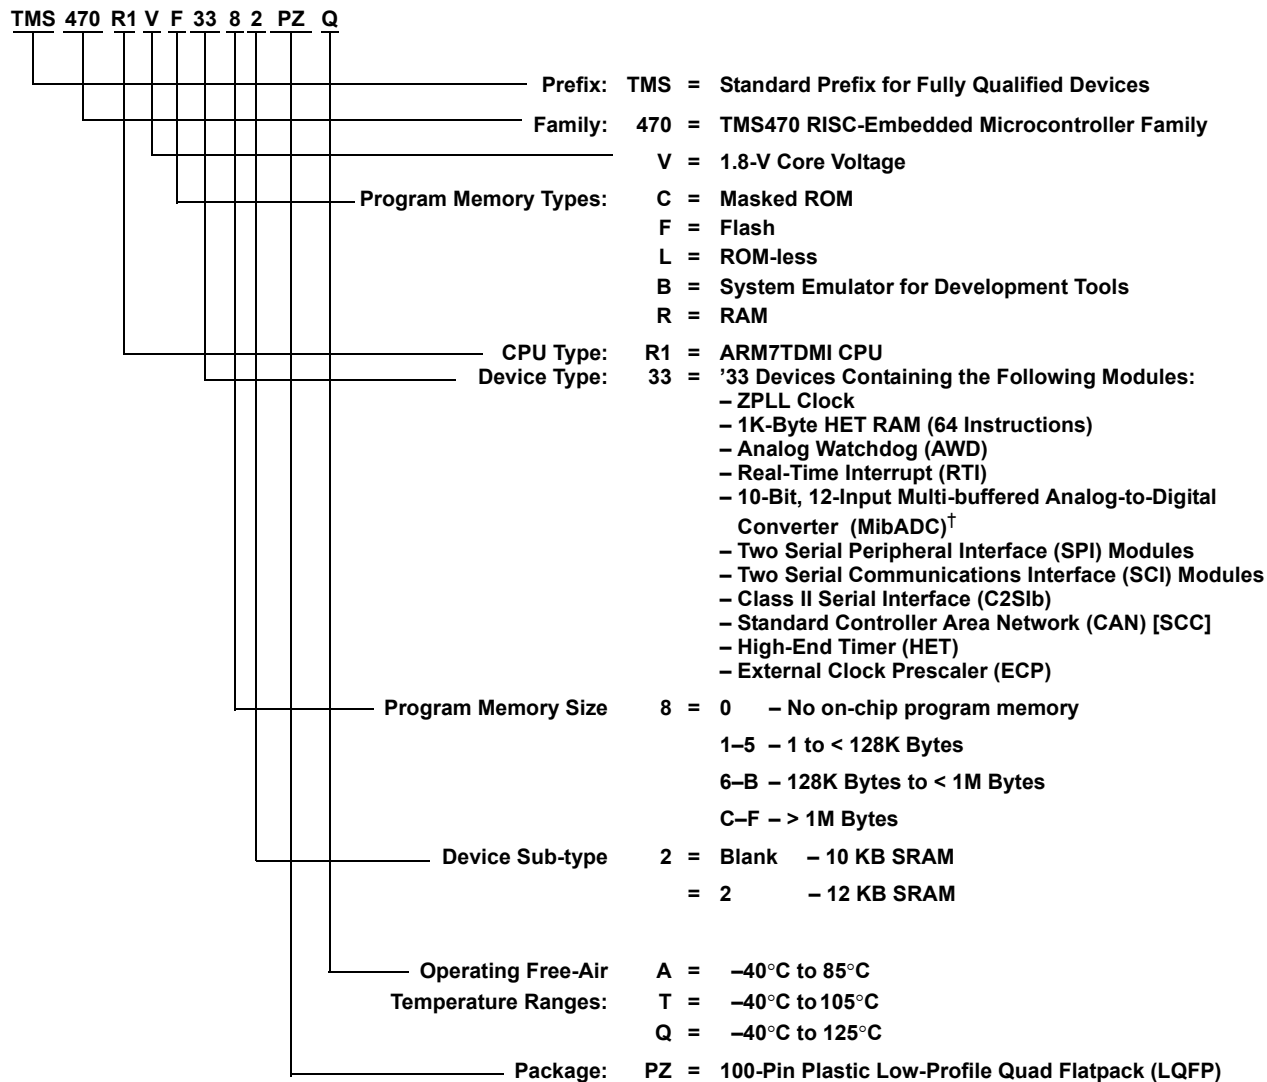 TMS 470 R1 V F 33 8 2 PZ Q
Prefix: TMS = Standard Prefix for Fully Qualified Devices
Family: 470 = TMS470 RISC-Embedded Microcontroller Family
V = 1.8-V Core Voltage
Program Memory Types: C = Masked ROM
F = Flash
L = ROM-less
B = System Emulator for Development Tools
R = RAM
CPU Type: R1 = ARM7TDMI CPU
Device Type: 33 = ’33 Devices Containing the Following Modules:
– ZPLL Clock
– 1K-Byte HET RAM (64 Instructions)
– Analog Watchdog (AWD)
– Real-Time Interrupt (RTI)
– 10-Bit, 12-Input Multi-buffered Analog-to-Digital
Converter (MibADC)†
– Two Serial Peripheral Interface (SPI) Modules
– Two Serial Communications Interface (SCI) Modules
– Class II Serial Interface (C2SIb)
– Standard Controller Area Network (CAN) [SCC]
– High-End Timer (HET)
– External Clock Prescaler (ECP)
Program Memory Size 8 = 0 – No on-chip program memory
1–5 – 1 to < 128K Bytes
6–B – 128K Bytes to < 1M Bytes
C–F – > 1M Bytes
Device Sub-type 2 = Blank – 10 KB SRAM
= 2 – 12 KB SRAM
Operating Free-Air A = –40°C to 85°C
Temperature Ranges: T = –40°C to 105°C
Q = –40°C to 125°C
Package: PZ = 100-Pin Plastic Low-Profile Quad Flatpack (LQFP)